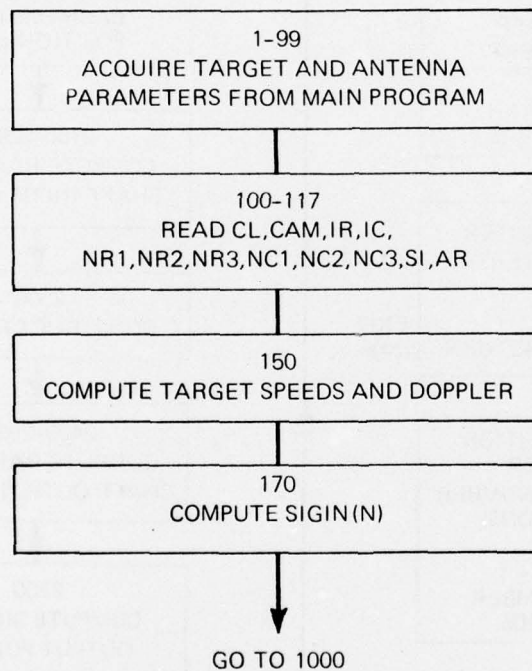 1-99
ACQUIRE TARGET AND ANTENNA
PARAMETERS FROM MAIN PROGRAM
100-117
READ CL,CAM,IR,IC,
NR1,NR2,NR3,NC1,NC2,NC3,SI,AR
150
COMPUTE TARGET SPEEDS AND DOPPLER
170
COMPUTE SIGIN(N)
GO TO 1000